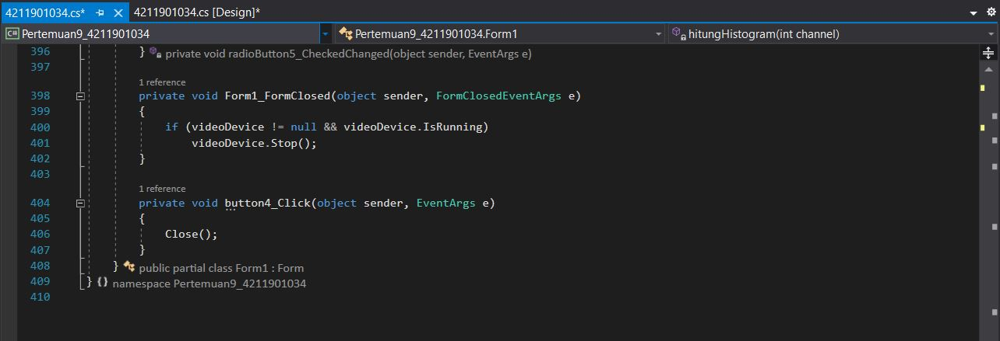 4211901034.cs*
4211901034.cs [Design]*
C# Pertemuan9_4211901034
Pertemuan9_4211901034.Form1
hitungHistogram(int channel)
396 } private void radioButton5_CheckedChanged(object sender, EventArgs e)
397
1 reference
398 private void Form1_FormClosed(object sender, FormClosedEventArgs e)
399 {
400 if (videoDevice != null && videoDevice.IsRunning)
401 videoDevice.Stop();
402 }
403
1 reference
404 private void button4_Click(object sender, EventArgs e)
405 {
406 Close();
407 }
408 } public partial class Form1 : Form
409 } {} namespace Pertemuan9_4211901034
410